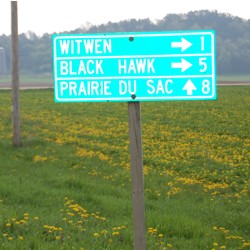 WITWEN → 1
BLACK HAWK → 5
PRAIRIE DU SAC ↑ 8